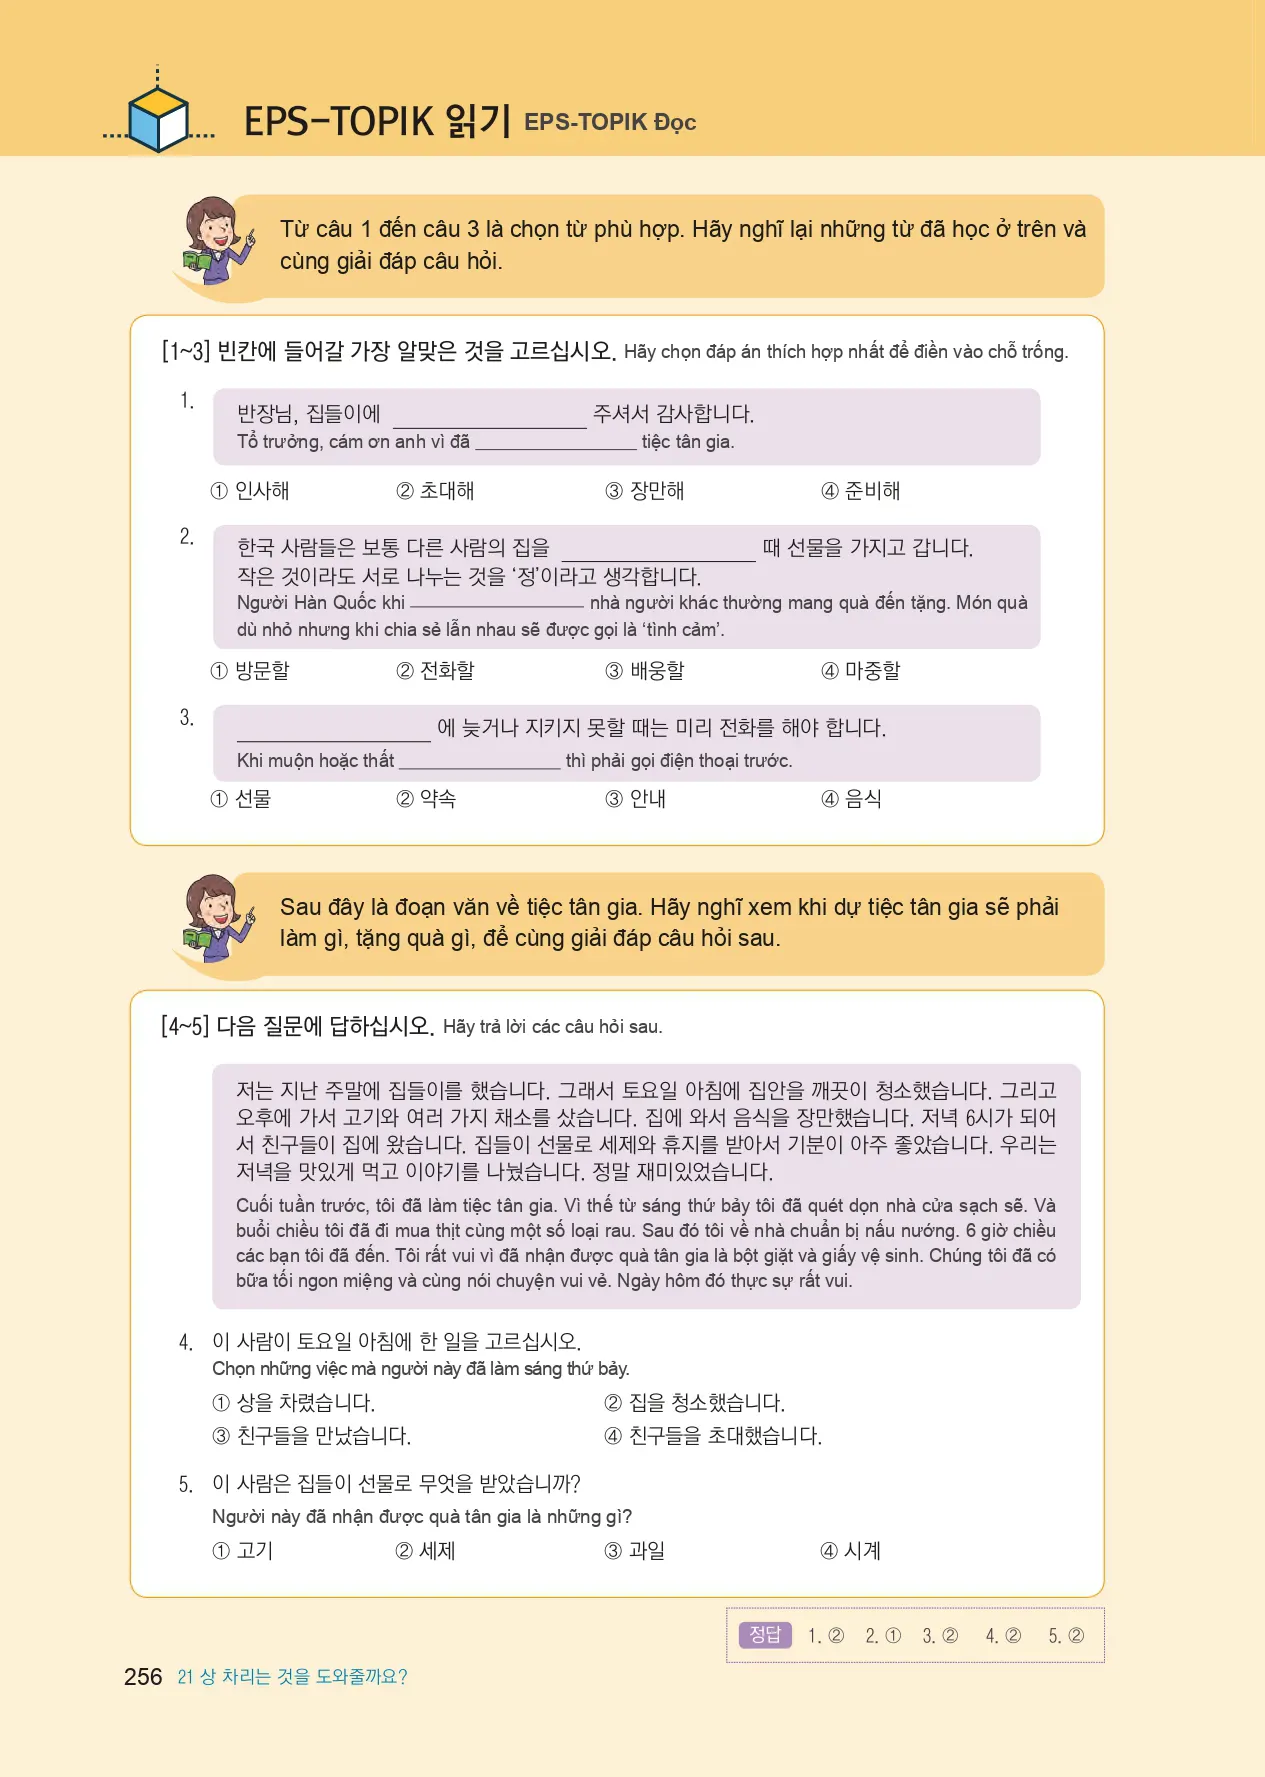 EPS-TOPIK 읽기 EPS-TOPIK Đọc
Từ câu 1 đến câu 3 là chọn từ phù hợp. Hãy nghĩ lại những từ đã học ở trên và
cùng giải đáp câu hỏi.
[1~3] 빈칸에 들어갈 가장 알맞은 것을 고르십시오. Hãy chọn đáp án thích hợp nhất để điền vào chỗ trống.
1. 반장님, 집들이에 ________________ 주셔서 감사합니다.
Tổ trưởng, cám ơn anh vì đã ________________ tiệc tân gia.
① 인사해 ② 초대해 ③ 장만해 ④ 준비해
2. 한국 사람들은 보통 다른 사람의 집을 ________________ 때 선물을 가지고 갑니다.
작은 것이라도 서로 나누는 것을 ‘정’이라고 생각합니다.
Người Hàn Quốc khi ________________ nhà người khác thường mang quà đến tặng. Món quà
dù nhỏ nhưng khi chia sẻ lẫn nhau sẽ được gọi là ‘tình cảm’.
① 방문할 ② 전화할 ③ 배웅할 ④ 마중할
3. ________________ 에 늦거나 지키지 못할 때는 미리 전화를 해야 합니다.
Khi muộn hoặc thất ________________ thì phải gọi điện thoại trước.
① 선물 ② 약속 ③ 안내 ④ 음식
Sau đây là đoạn văn về tiệc tân gia. Hãy nghĩ xem khi dự tiệc tân gia sẽ phải
làm gì, tặng quà gì, để cùng giải đáp câu hỏi sau.
[4~5] 다음 질문에 답하십시오. Hãy trả lời các câu hỏi sau.
저는 지난 주말에 집들이를 했습니다. 그래서 토요일 아침에 집안을 깨끗이 청소했습니다. 그리고
오후에 가서 고기와 여러 가지 채소를 샀습니다. 집에 와서 음식을 장만했습니다. 저녁 6시가 되어
서 친구들이 집에 왔습니다. 집들이 선물로 세제와 휴지를 받아서 기분이 아주 좋았습니다. 우리는
저녁을 맛있게 먹고 이야기를 나눴습니다. 정말 재미있었습니다.
Cuối tuần trước, tôi đã làm tiệc tân gia. Vì thế từ sáng thứ bảy tôi đã quét dọn nhà cửa sạch sẽ. Và
buổi chiều tôi đã đi mua thịt cùng một số loại rau. Sau đó tôi về nhà chuẩn bị nấu nướng. 6 giờ chiều
các bạn tôi đã đến. Tôi rất vui vì đã nhận được quà tân gia là bột giặt và giấy vệ sinh. Chúng tôi đã có
bữa tối ngon miệng và cùng nói chuyện vui vẻ. Ngày hôm đó thực sự rất vui.
4. 이 사람이 토요일 아침에 한 일을 고르십시오.
Chọn những việc mà người này đã làm sáng thứ bảy.
① 상을 차렸습니다. ② 집을 청소했습니다.
③ 친구들을 만났습니다. ④ 친구들을 초대했습니다.
5. 이 사람은 집들이 선물로 무엇을 받았습니까?
Người này đã nhận được quà tân gia là những gì?
① 고기 ② 세제 ③ 과일 ④ 시계
정답 1. ② 2. ① 3. ② 4. ② 5. ②
256 21 상 차리는 것을 도와줄까요?